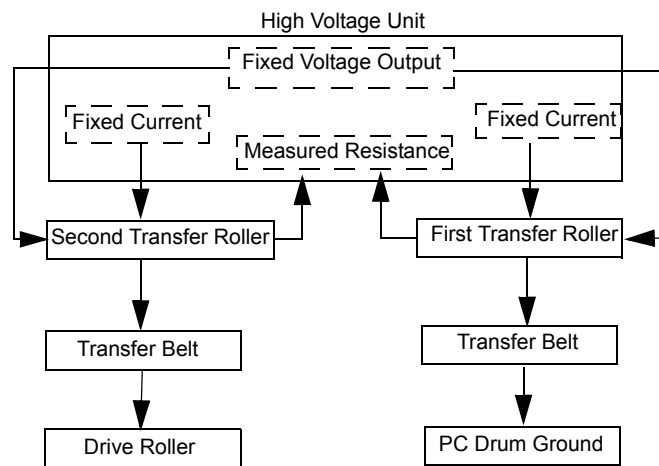 High Voltage Unit
Fixed Voltage Output
Fixed Current
Fixed Current
Measured Resistance
Second Transfer Roller
First Transfer Roller
Transfer Belt
Transfer Belt
Drive Roller
PC Drum Ground